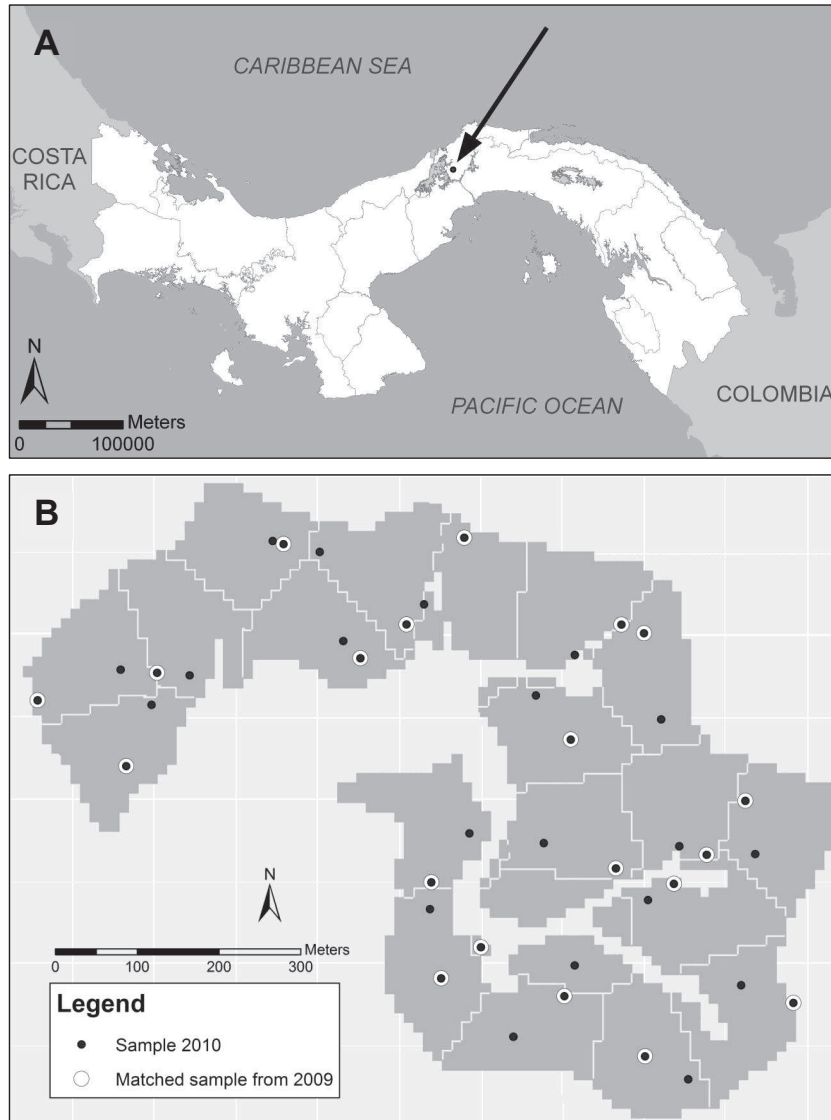 A
CARIBBEAN SEA
COSTA
RICA
N
Meters
0 100000
PACIFIC OCEAN
COLOMBIA
B
N
Meters
0 100 200 300
Legend
Sample 2010
Matched sample from 2009